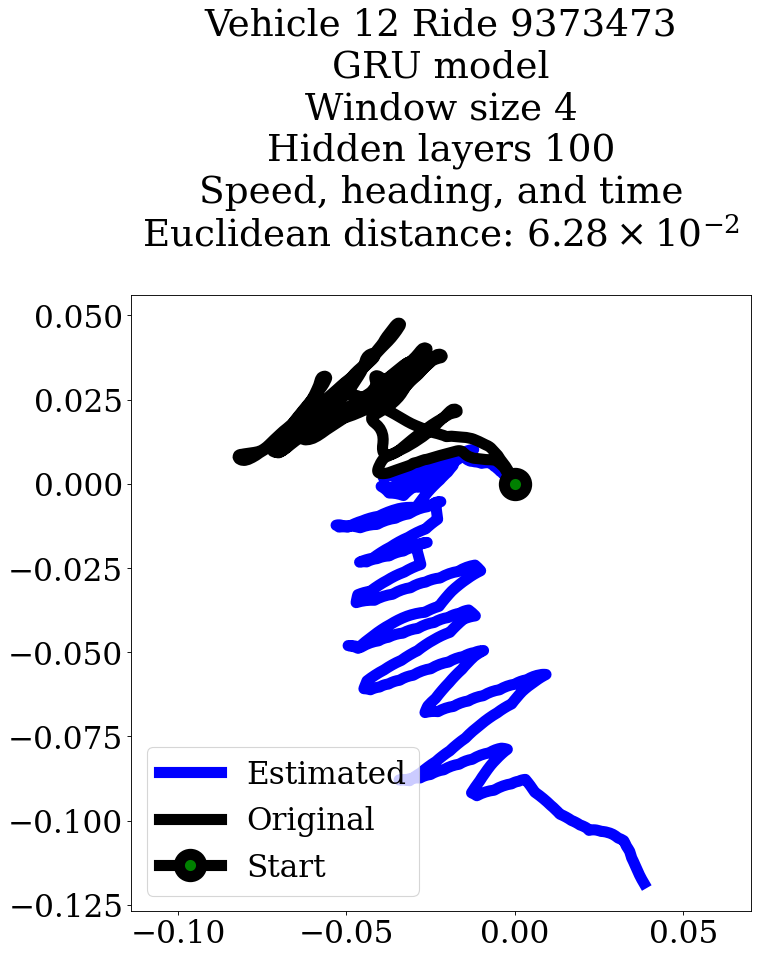 Vehicle 12 Ride 9373473
GRU model
Window size 4
Hidden layers 100
Speed, heading, and time
Euclidean distance: 6.28 × 10⁻²
0.050
0.025
0.000
−0.025
−0.050
−0.075
−0.100
−0.125
Estimated
Original
Start
−0.10 −0.05 0.00 0.05